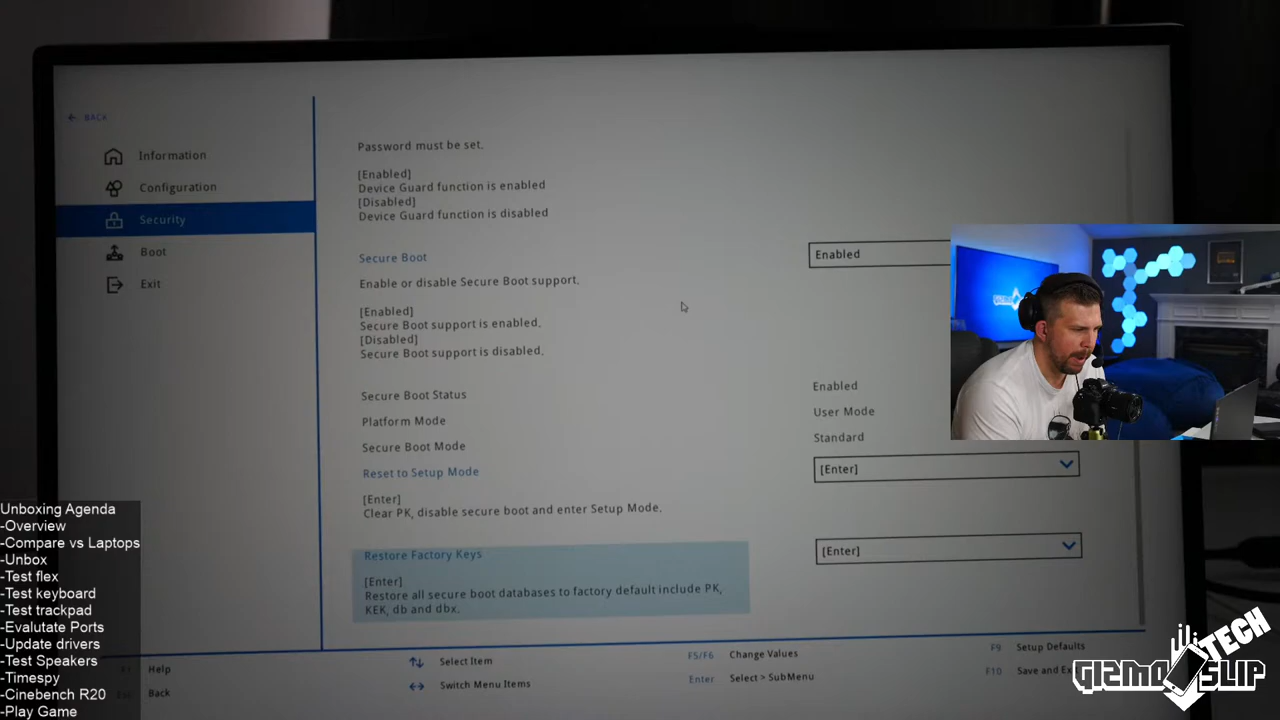 ← BACK
Information
Configuration
Security
Boot
Exit
Password must be set.
[Enabled]
Device Guard function is enabled
[Disabled]
Device Guard function is disabled
Secure Boot
Enabled
Enable or disable Secure Boot support.
[Enabled]
Secure Boot support is enabled.
[Disabled]
Secure Boot support is disabled.
Secure Boot Status
Enabled
Platform Mode
User Mode
Secure Boot Mode
Standard
Reset to Setup Mode
[Enter]
[Enter]
Clear PK, disable secure boot and enter Setup Mode.
Restore Factory Keys
[Enter]
[Enter]
Restore all secure boot databases to factory default include PK,
KEK, db and dbx.
Help
Select Item
F5/F6 Change Values
F9 Setup Defaults
Back
Switch Menu Items
Enter Select > SubMenu
F10 Save and
Unboxing Agenda
-Overview
-Compare vs Laptops
-Unbox
-Test flex
-Test keyboard
-Test trackpad
-Evalutate Ports
-Update drivers
-Test Speakers
-Timespy
-Cinebench R20
-Play Game
GIZMO SLIP
TECH